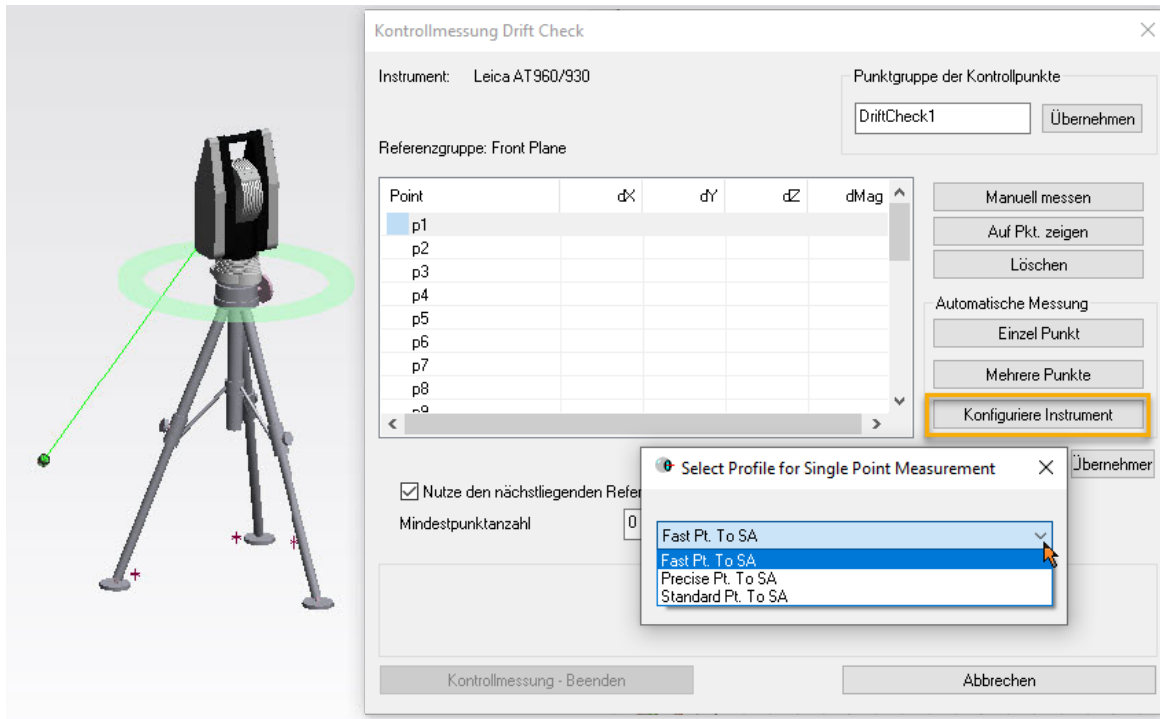 Kontrollmessung Drift Check
Instrument: Leica AT960/930
Punktgruppe der Kontrollpunkte
DriftCheck1 Übernehmen
Referenzgruppe: Front Plane
Point dX dY dZ dMag
p1
p2
p3
p4
p5
p6
p7
p8
p9
Manuell messen
Auf Pkt. zeigen
Löschen
Automatische Messung
Einzel Punkt
Mehrere Punkte
Konfiguriere Instrument
Übernehmer
Nutze den nächstliegenden Refer
Mindestpunktanzahl 0
Select Profile for Single Point Measurement
Fast Pt. To SA
Fast Pt. To SA
Precise Pt. To SA
Standard Pt. To SA
Kontrollmessung - Beenden
Abbrechen